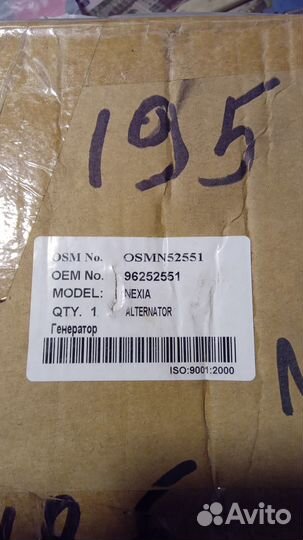 195
OSM No. OSMN52551
OEM No. 96252551
MODEL: NEXIA
QTY. 1 ALTERNATOR
Генератор
ISO:9001:2000
Avito